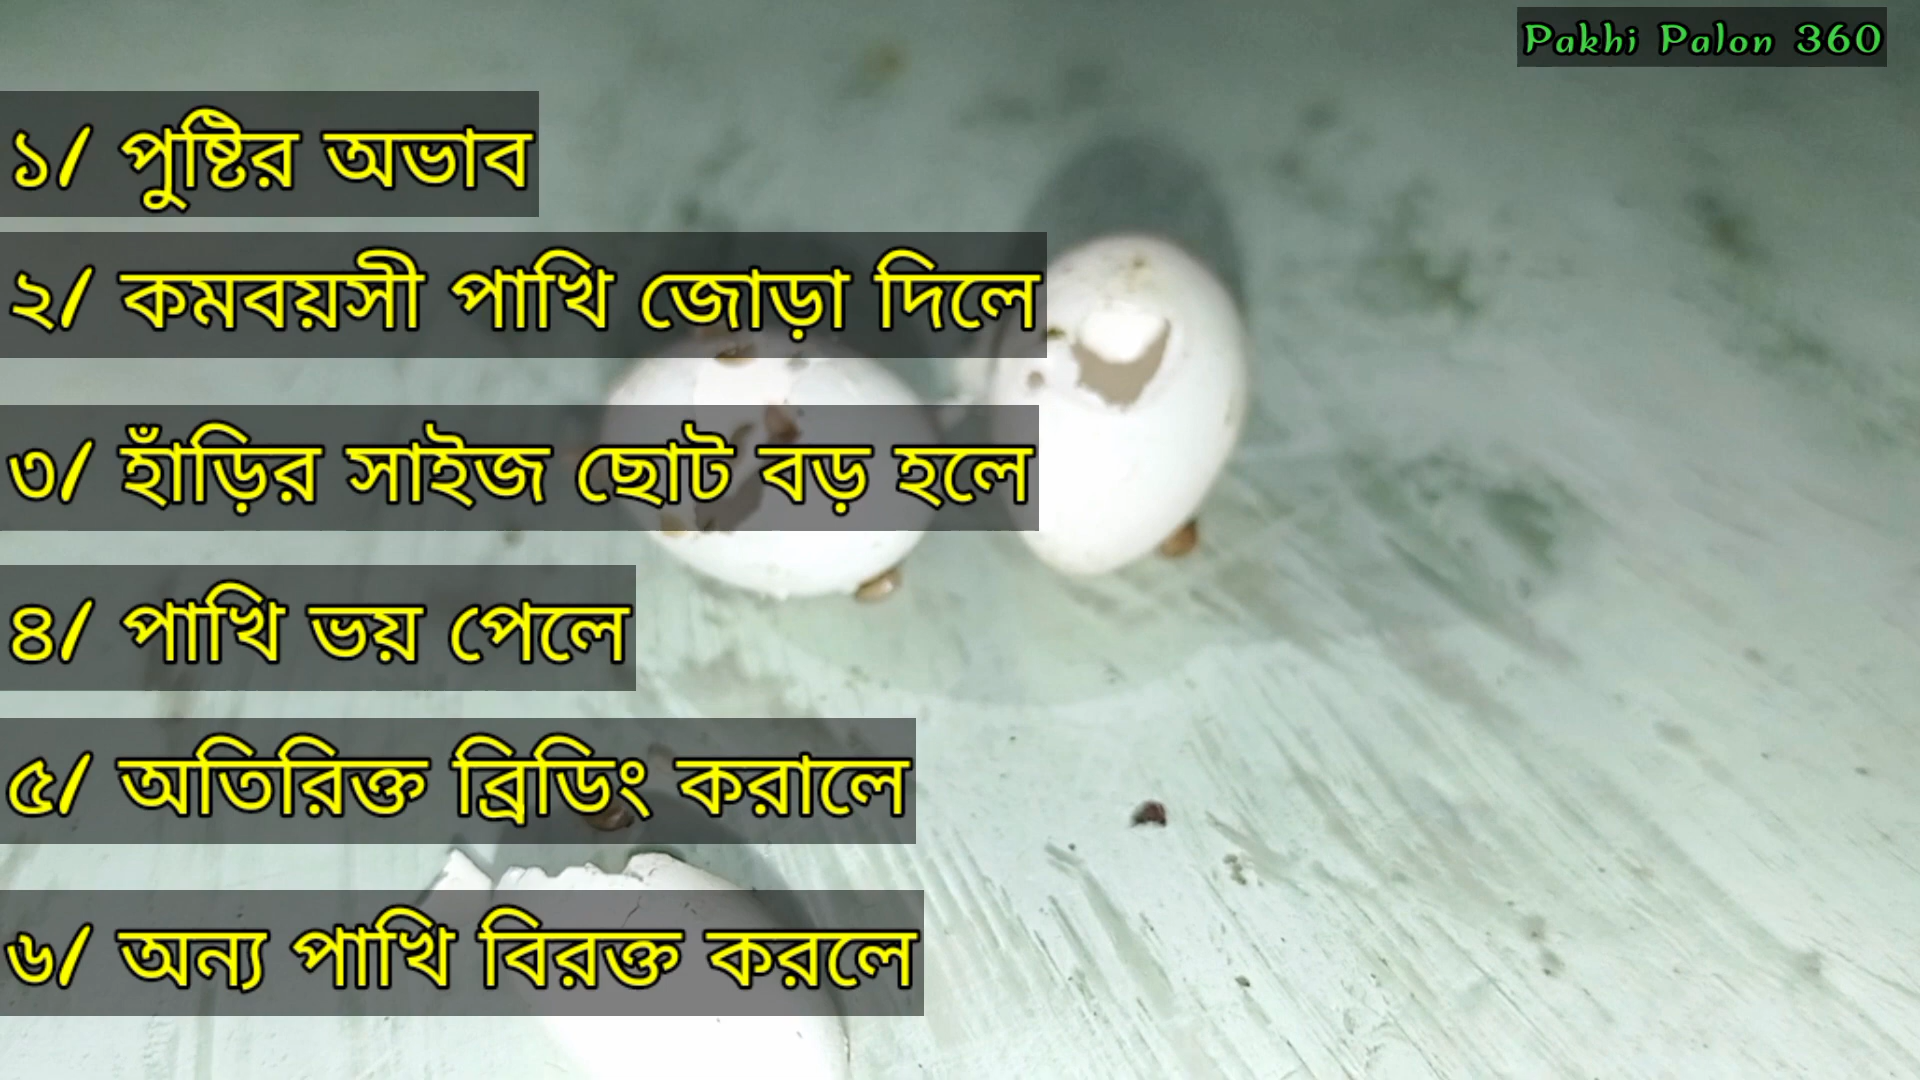 Pakhi Palon 360
১/ পুষ্টির অভাব
২/ কমবয়সী পাখি জোড়া দিলে
৩/ হাঁড়ির সাইজ ছোট বড় হলে
৪/ পাখি ভয় পেলে
৫/ অতিরিক্ত ব্রিডিং করালে
৬/ অন্য পাখি বিরক্ত করলে